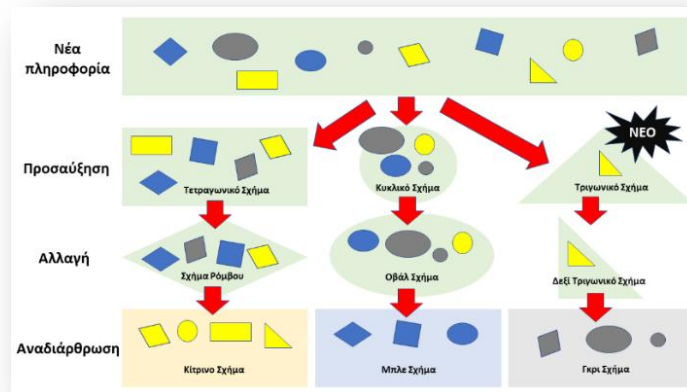 Νέα
πληροφορία
ΝΕΟ
Προσαύξηση
Τετραγωνικό Σχήμα
Κυκλικό Σχήμα
Τριγωνικό Σχήμα
Αλλαγή
Σχήμα Ρόμβου
Οβάλ Σχήμα
Δεξί Τριγωνικό Σχήμα
Αναδιάρθρωση
Κίτρινο Σχήμα
Μπλε Σχήμα
Γκρι Σχήμα